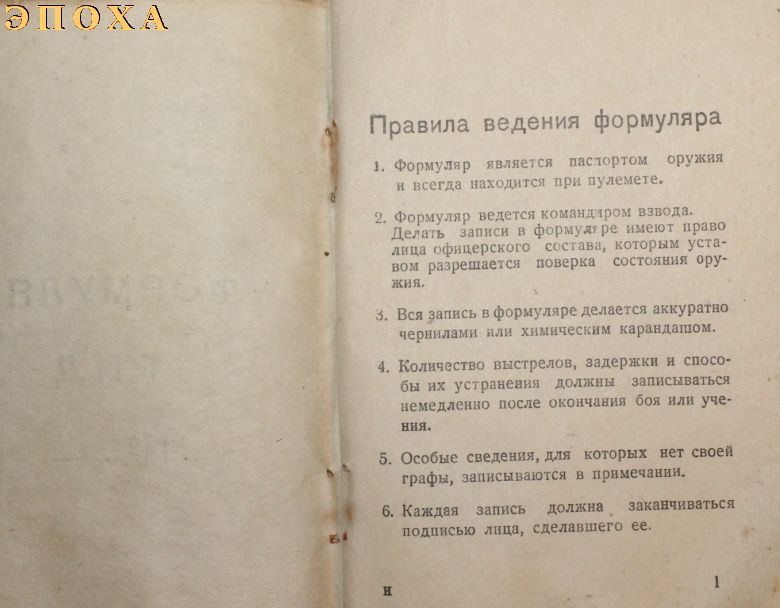 ЭПОХА
Правила ведения формуляра
1. Формуляр является паспортом оружия
и всегда находится при пулемете.
2. Формуляр ведется командиром взвода.
Делать записи в формуляре имеют право
лица офицерского состава, которым уста-
вом разрешается поверка состояния ору-
жия.
3. Вся запись в формуляре делается аккуратно
чернилами или химическим карандашом.
4. Количество выстрелов, задержки и спосо-
бы их устранения должны записываться
немедленно после окончания боя или уче-
ния.
5. Особые сведения, для которых нет своей
графы, записываются в примечании.
6. Каждая запись должна заканчиваться
подписью лица, сделавшего ее.
и 1